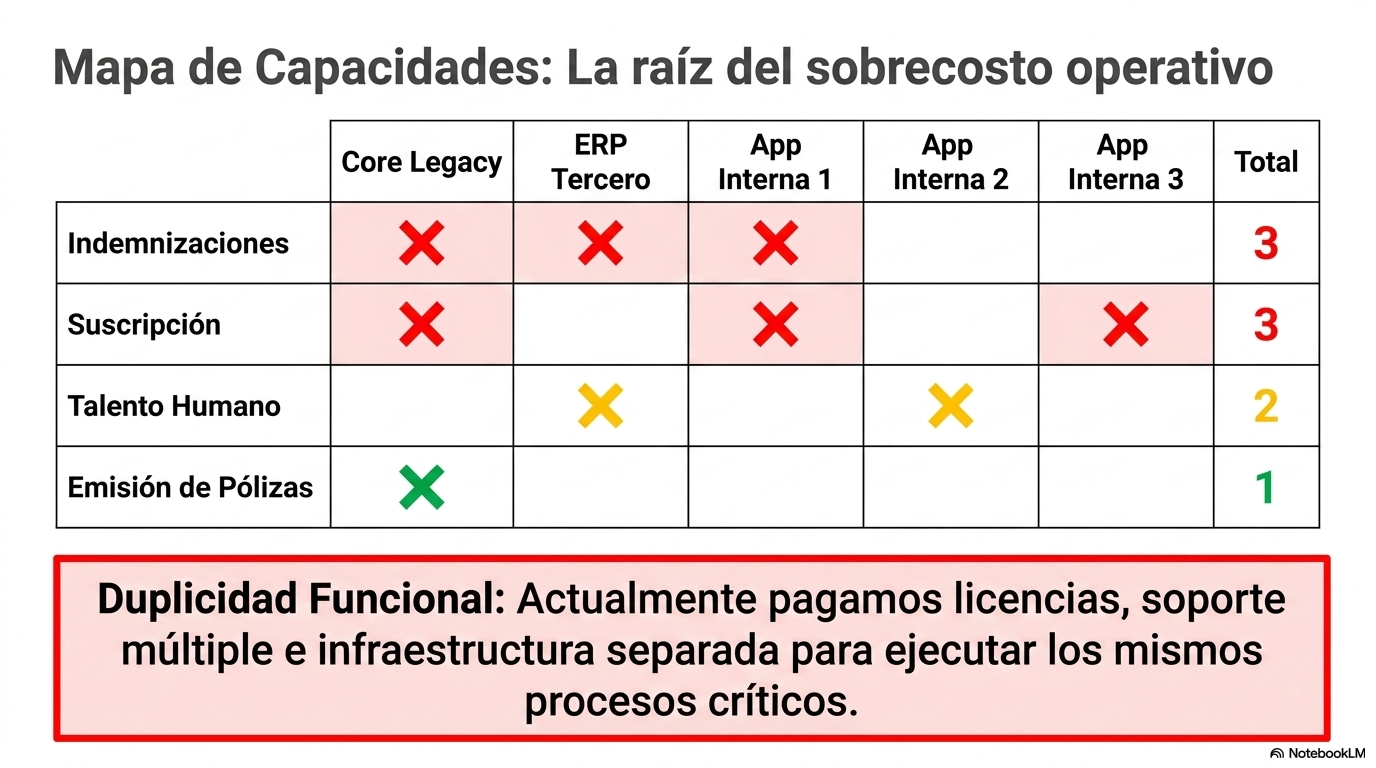 Mapa de Capacidades: La raíz del sobrecosto operativo
Core Legacy
ERP
Tercero
App
Interna 1
App
Interna 2
App
Interna 3
Total
Indemnizaciones
3
Suscripción
3
Talento Humano
2
Emisión de Pólizas
1
Duplicidad Funcional: Actualmente pagamos licencias, soporte
múltiple e infraestructura separada para ejecutar los mismos
procesos críticos.
NotebookLM